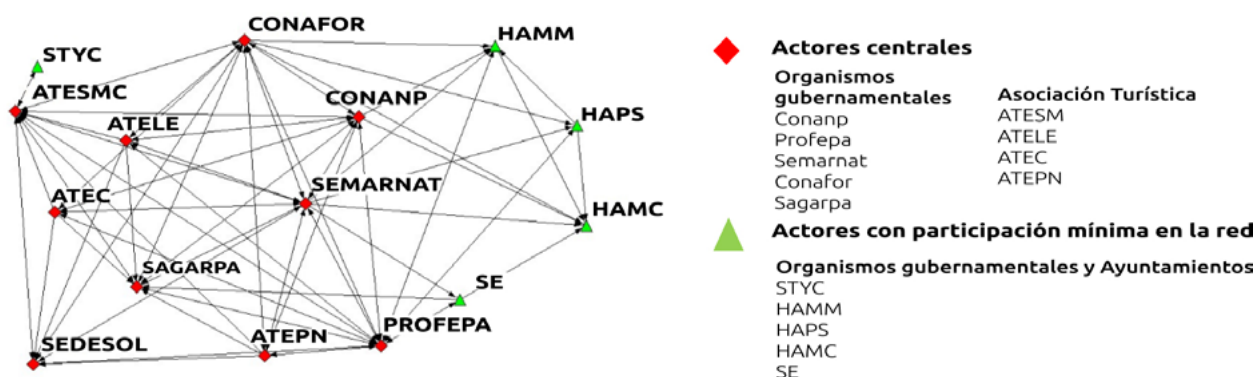 CONAFOR
HAMM
STYC
ATESMC
CONANP
ATELE
HAPS
SEMARNAT
ATEC
HAMC
SAGARPA
SE
ATEPN
PROFEPA
SEDESOL
Actores centrales
Organismos
gubernamentales
Conanp
Profepa
Semarnat
Conafor
Sagarpa
Asociación Turística
ATESM
ATELE
ATEC
ATEPN
Actores con participación mínima en la red
Organismos gubernamentales y Ayuntamientos
STYC
HAMM
HAPS
HAMC
SE